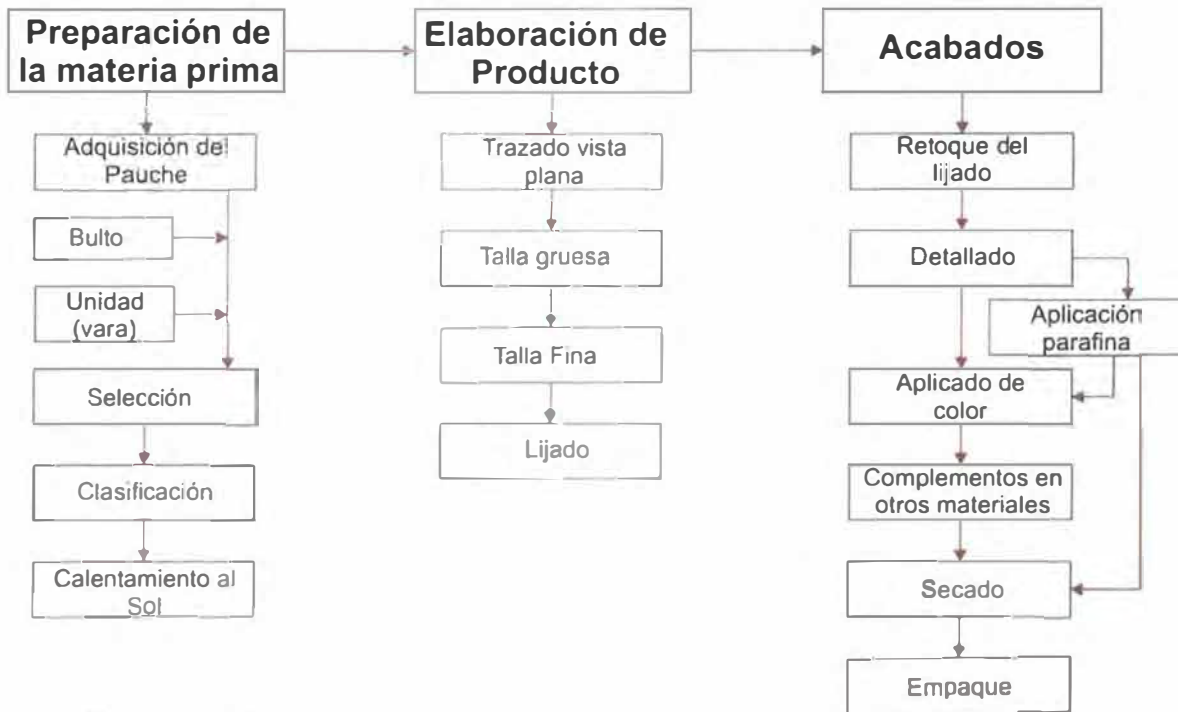 Preparación de
la materia prima
Adquisición del
Pauche
Bulto
Unidad
(vara)
Selección
Clasificación
Calentamiento al
Sol
Elaboración de
Producto
Trazado vista
plana
Talla gruesa
Talla Fina
Lijado
Acabados
Retoque del
lijado
Detallado
Aplicación
parafina
Aplicado de
color
Complementos en
otros materiales
Secado
Empaque